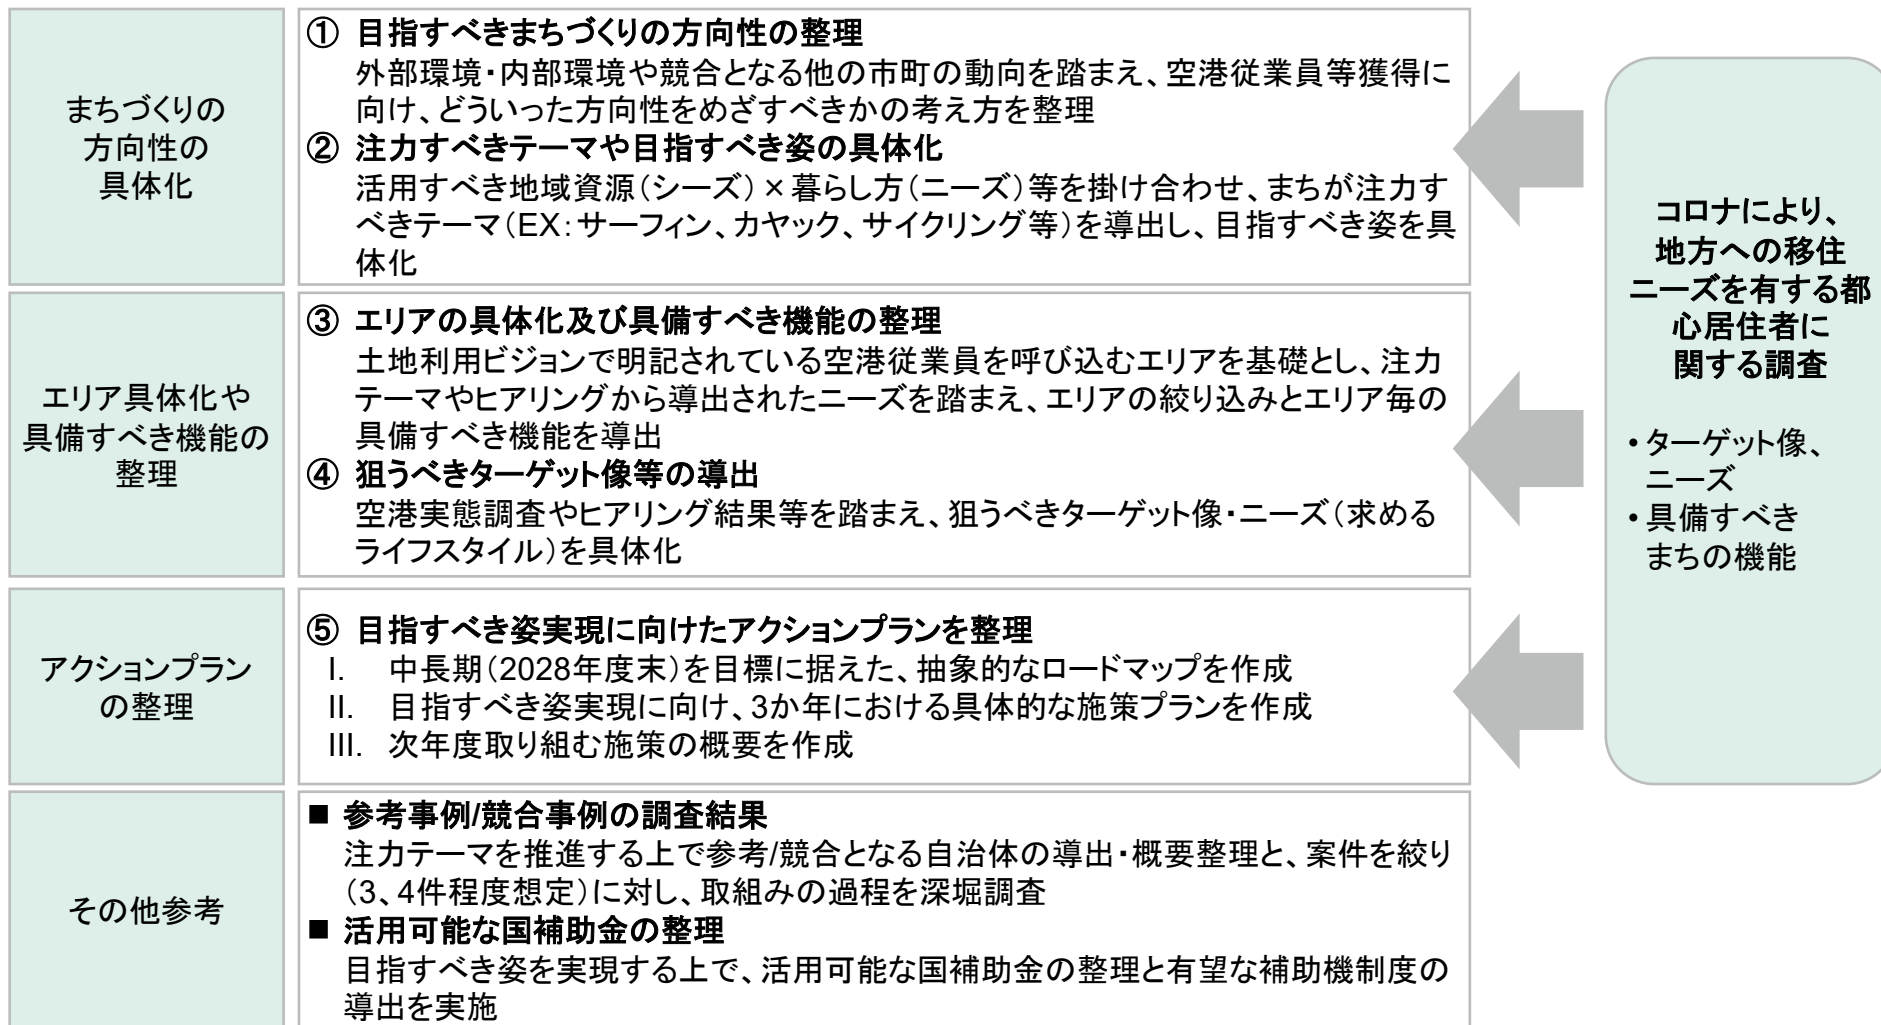 まちづくりの
方向性の
具体化
① 目指すべきまちづくりの方向性の整理
外部環境・内部環境や競合となる他の市町の動向を踏まえ、空港従業員等獲得に
向け、どういった方向性をめざすべきかの考え方を整理
② 注力すべきテーマや目指すべき姿の具体化
活用すべき地域資源(シーズ)×暮らし方(ニーズ)等を掛け合わせ、まちが注力す
べきテーマ(EX:サーフィン、カヤック、サイクリング等)を導出し、目指すべき姿を具
体化
エリア具体化や
具備すべき機能の
整理
③ エリアの具体化及び具備すべき機能の整理
土地利用ビジョンで明記されている空港従業員を呼び込むエリアを基礎とし、注力
テーマやヒアリングから導出されたニーズを踏まえ、エリアの絞り込みとエリア毎の
具備すべき機能を導出
④ 狙うべきターゲット像等の導出
空港実態調査やヒアリング結果等を踏まえ、狙うべきターゲット像・ニーズ(求める
ライフスタイル)を具体化
アクションプラン
の整理
⑤ 目指すべき姿実現に向けたアクションプランを整理
I. 中長期(2028年度末)を目標に据えた、抽象的なロードマップを作成
II. 目指すべき姿実現に向け、3か年における具体的な施策プランを作成
III. 次年度取り組む施策の概要を作成
その他参考
■ 参考事例/競合事例の調査結果
注力テーマを推進する上で参考/競合となる自治体の導出・概要整理と、案件を絞り
(3、4件程度想定)に対し、取組みの過程を深堀調査
■ 活用可能な国補助金の整理
目指すべき姿を実現する上で、活用可能な国補助金の整理と有望な補助機制度の
導出を実施
コロナにより、
地方への移住
ニーズを有する都
心居住者に
関する調査
• ターゲット像、
ニーズ
• 具備すべき
まちの機能